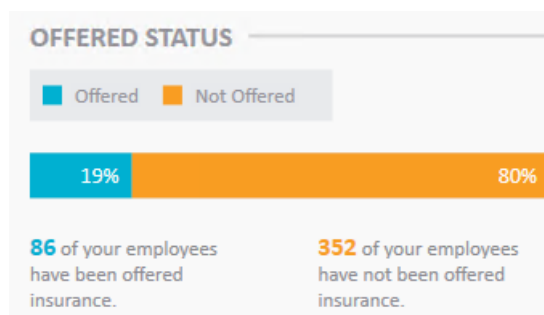 OFFERED STATUS
Offered Not Offered
19% 80%
86 of your employees
have been offered
insurance.
352 of your employees
have not been offered
insurance.